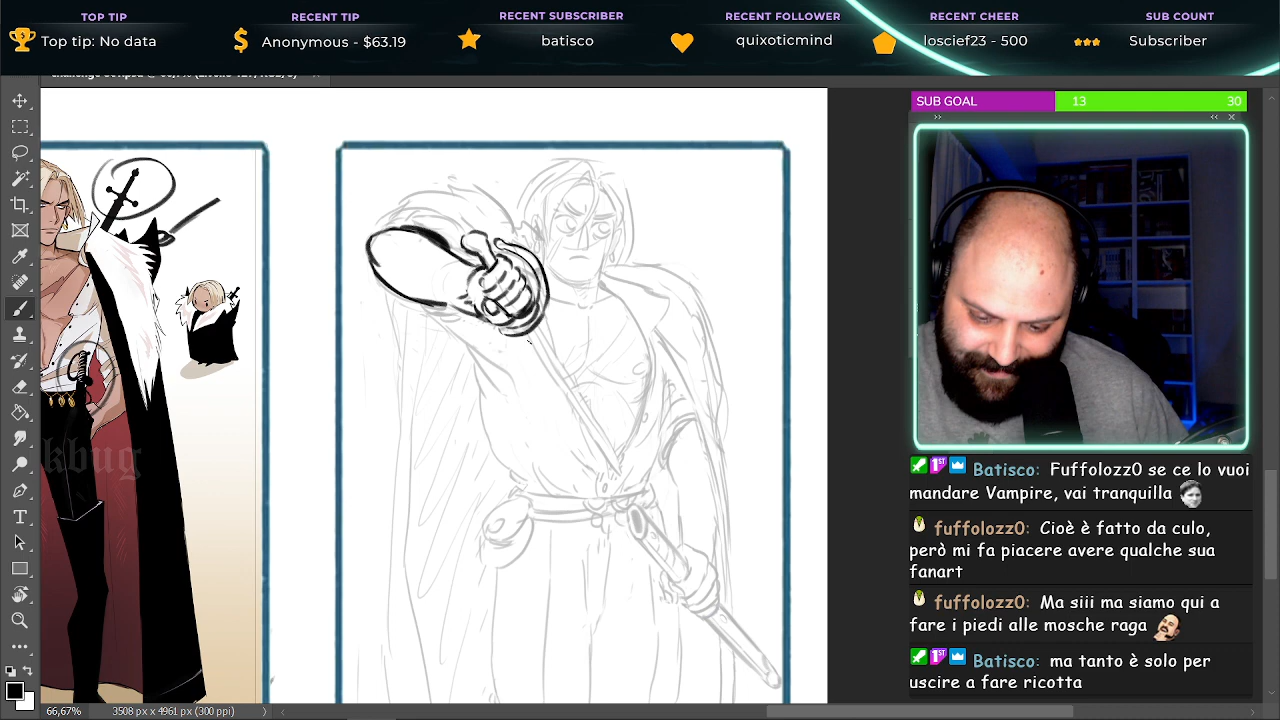 TOP TIP
Top tip: No data
RECENT TIP
Anonymous - $63.19
RECENT SUBSCRIBER
batisco
RECENT FOLLOWER
quixoticmind
RECENT CHEER
loscief23 - 500
SUB COUNT
Subscriber
SUB GOAL 13 30
Batisco: Fuffolozz0 se ce lo vuoi
mandare Vampire, vai tranquilla
fuffolozz0: Cioè è fatto da culo,
però mi fa piacere avere qualche sua
fanart
fuffolozz0: Ma siii ma siamo qui a
fare i piedi alle mosche raga
Batisco: ma tanto è solo per
uscire a fare ricotta
1ST
1ST
66,67% 3508 px x 4961 px (300 ppi)